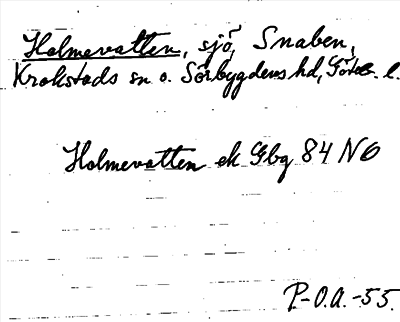 Holmevatten, sjö, Snaben,
Krokstads sn o. Sörbygdens hd, Göteb. l.
Holmevatten ek Gbg 84 NO
P-O.A.-55.